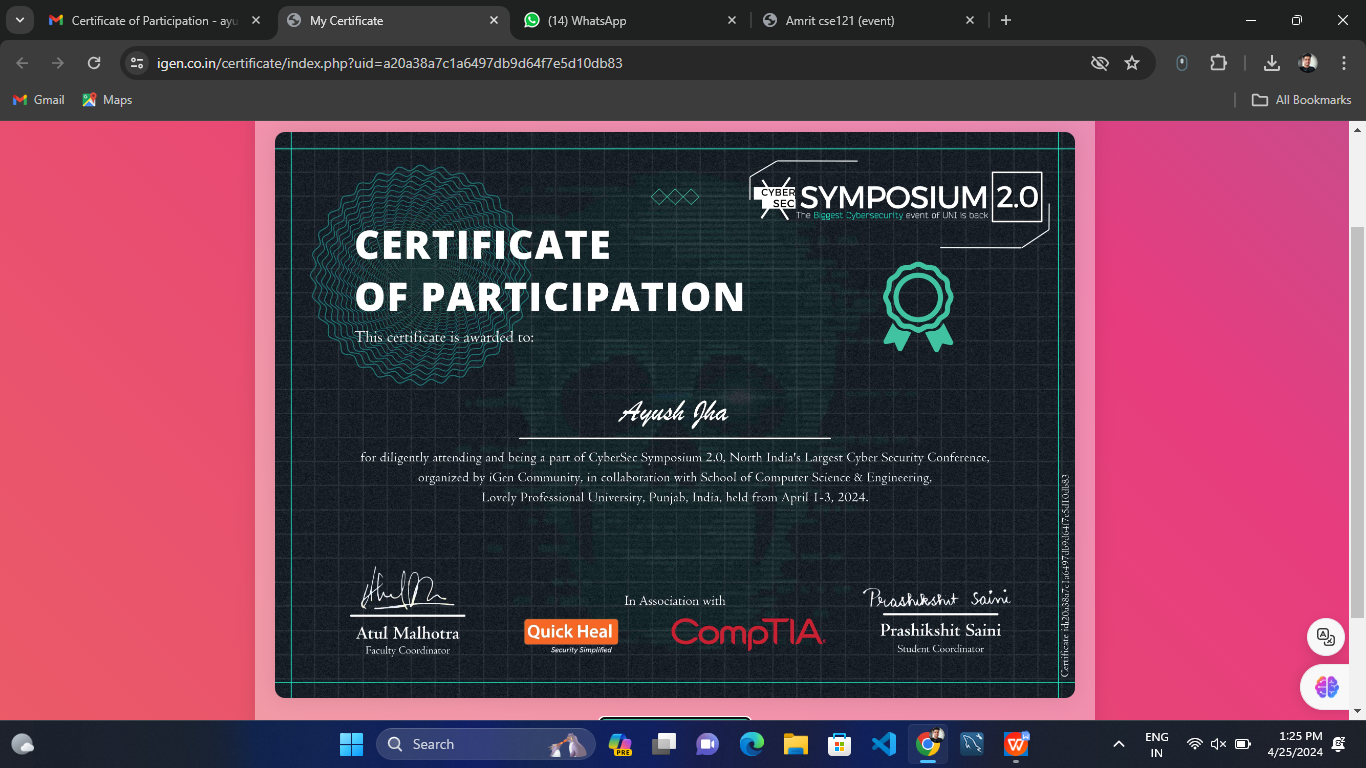 Certificate of Participation - ayu
My Certificate
(14) WhatsApp
Amrit cse121 (event)
igen.co.in/certificate/index.php?uid=a20a38a7c1a6497db9d64f7e5d10db83
Gmail
Maps
All Bookmarks
CYBER
SEC
SYMPOSIUM 2.0
The Biggest Cybersecurity event of UNI is back
CERTIFICATE
OF PARTICIPATION
This certificate is awarded to:
Ayush Jha
for diligently attending and being a part of CyberSec Symposium 2.0, North India's Largest Cyber Security Conference,
organized by iGen Community, in collaboration with School of Computer Science & Engineering,
Lovely Professional University, Punjab, India, held from April 1-3, 2024.
Certificate id:a20a38a7c1a6497db9d64f7e5d10db83
Prashikshit Saini
In Association with
Atul Malhotra
Faculty Coordinator
Quick Heal
Security Simplified
CompTIA.
Prashikshit Saini
Student Coordinator
Search
PRE
ENG
IN
1:25 PM
4/25/2024